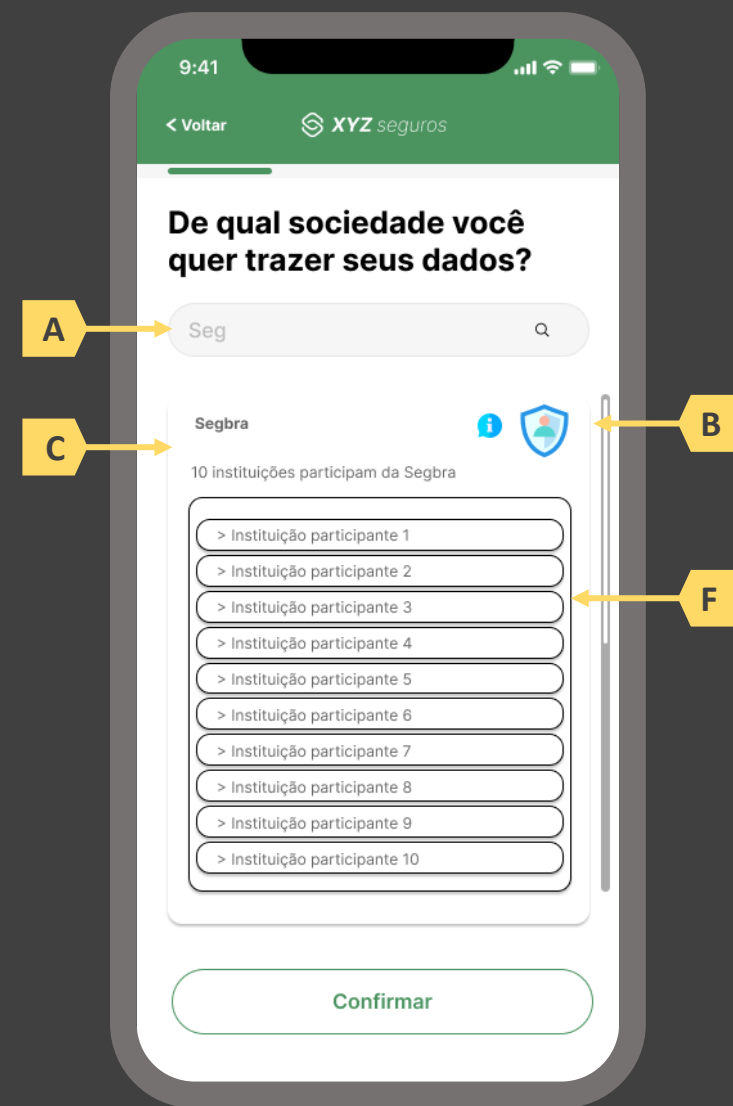 9:41
< Voltar
XYZ seguros
De qual sociedade você
quer trazer seus dados?
A
Seg
B
Segbra
C
10 instituições participam da Segbra
> Instituição participante 1
> Instituição participante 2
> Instituição participante 3
F
> Instituição participante 4
> Instituição participante 5
> Instituição participante 6
> Instituição participante 7
> Instituição participante 8
> Instituição participante 9
> Instituição participante 10
Confirmar